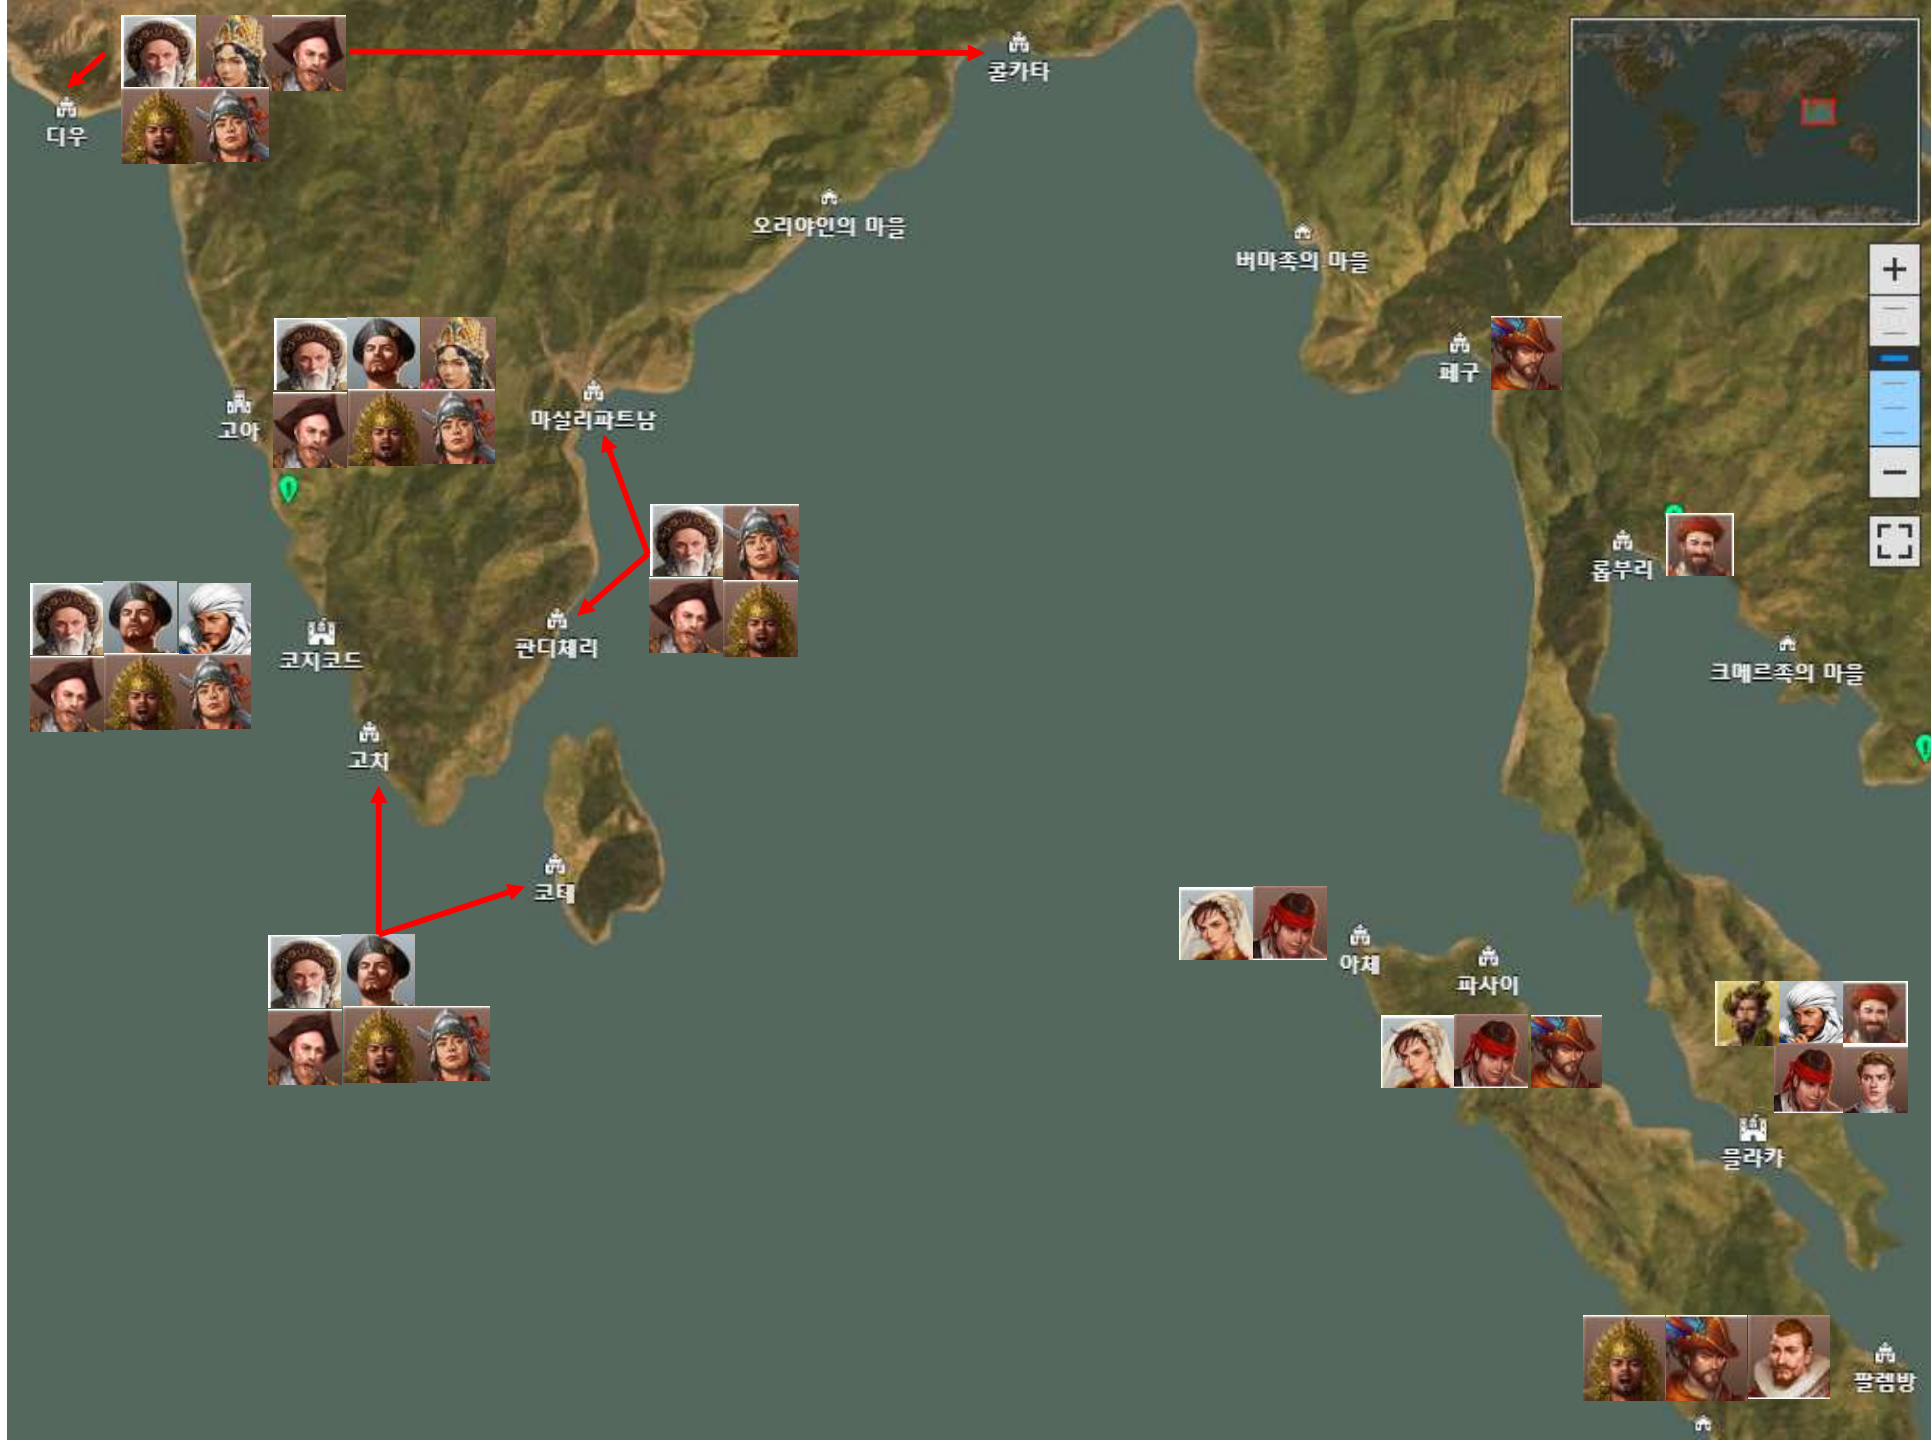 쿨카타
디우
오리야인의 마을
버마족의 마을
페구
마실리파트남
고아
롭부리
판디체리
코지코드
크메르족의 마을
고치
코테
아체
파사이
믈라카
팔렘방